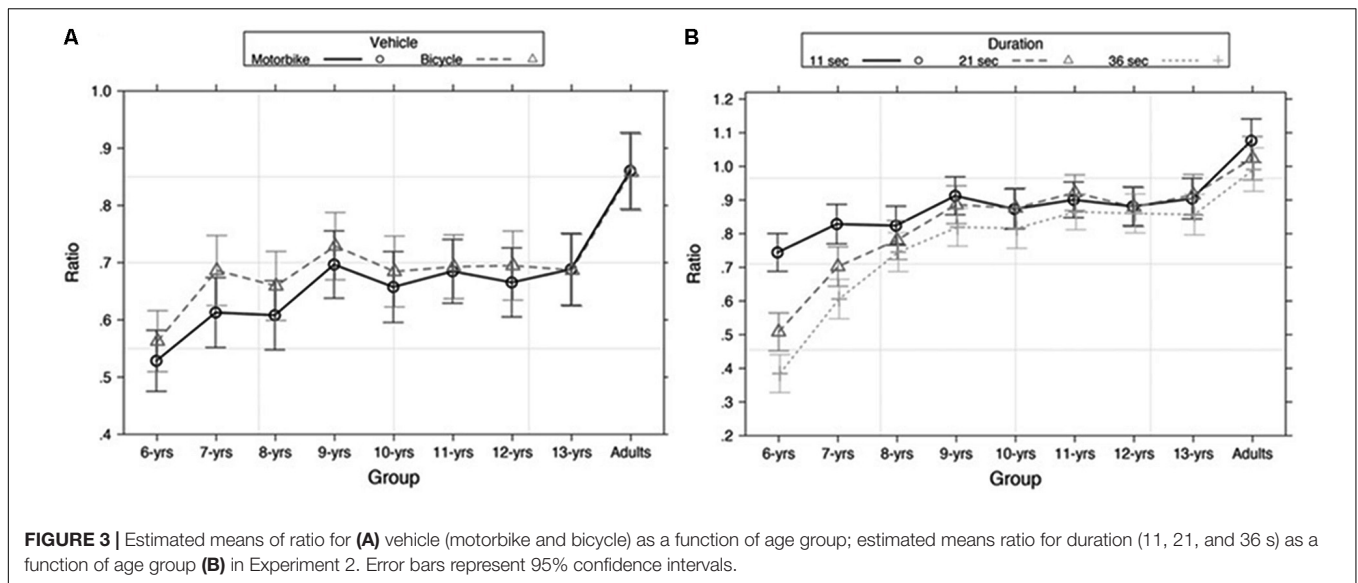 A
Vehicle
Motorbike Bicycle
1.0
.9
.8
.7
.6
.5
.4
Ratio
6-yrs 7-yrs 8-yrs 9-yrs 10-yrs 11-yrs 12-yrs 13-yrs Adults
Group
B
Duration
11 sec 21 sec 36 sec
1.2
1.1
1.0
.9
.8
.7
.6
.5
.4
.3
.2
Ratio
6-yrs 7-yrs 8-yrs 9-yrs 10-yrs 11-yrs 12-yrs 13-yrs Adults
Group
FIGURE 3 | Estimated means of ratio for (A) vehicle (motorbike and bicycle) as a function of age group; estimated means ratio for duration (11, 21, and 36 s) as a
function of age group (B) in Experiment 2. Error bars represent 95% confidence intervals.